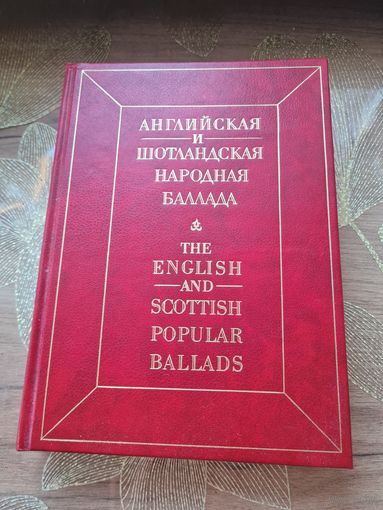 АНГЛИЙСКАЯ
И
ШОТЛАНДСКАЯ
НАРОДНАЯ
БАЛЛАДА
THE
ENGLISH
AND
SCOTTISH
POPULAR
BALLADS